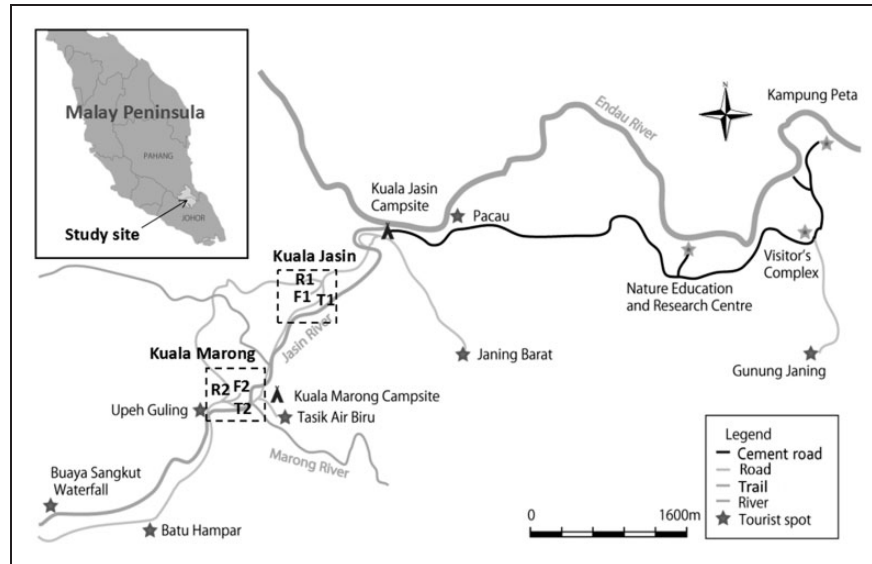 Malay Peninsula
PAHANG
JOHOR
Study site
N
Kampung Peta
Endau River
Kuala Jasin
Campsite
Pacau
Visitor's
Complex
Nature Education
and Research Centre
Kuala Jasin
R1
F1
T1
Jasin River
Janing Barat
Gunung Janing
Kuala Marong
R2
F2
T2
Kuala Marong Campsite
Upeh Guling
Tasik Air Biru
Marong River
Buaya Sangkut
Waterfall
Batu Hampar
0
1600m
Legend
Cement road
Road
Trail
River
Tourist spot